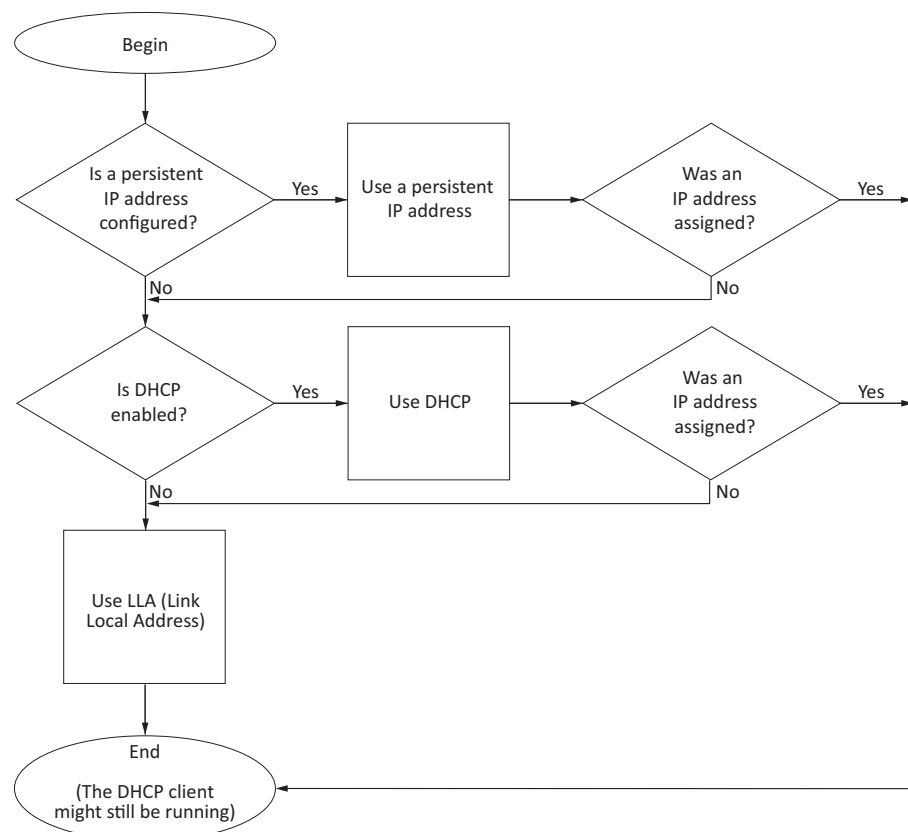 Begin
Is a persistent
IP address
configured?
Yes
Use a persistent
IP address
Was an
IP address
assigned?
Yes
No
No
Is DHCP
enabled?
Yes
Use DHCP
Was an
IP address
assigned?
Yes
No
No
Use LLA (Link
Local Address)
End
(The DHCP client
might still be running)